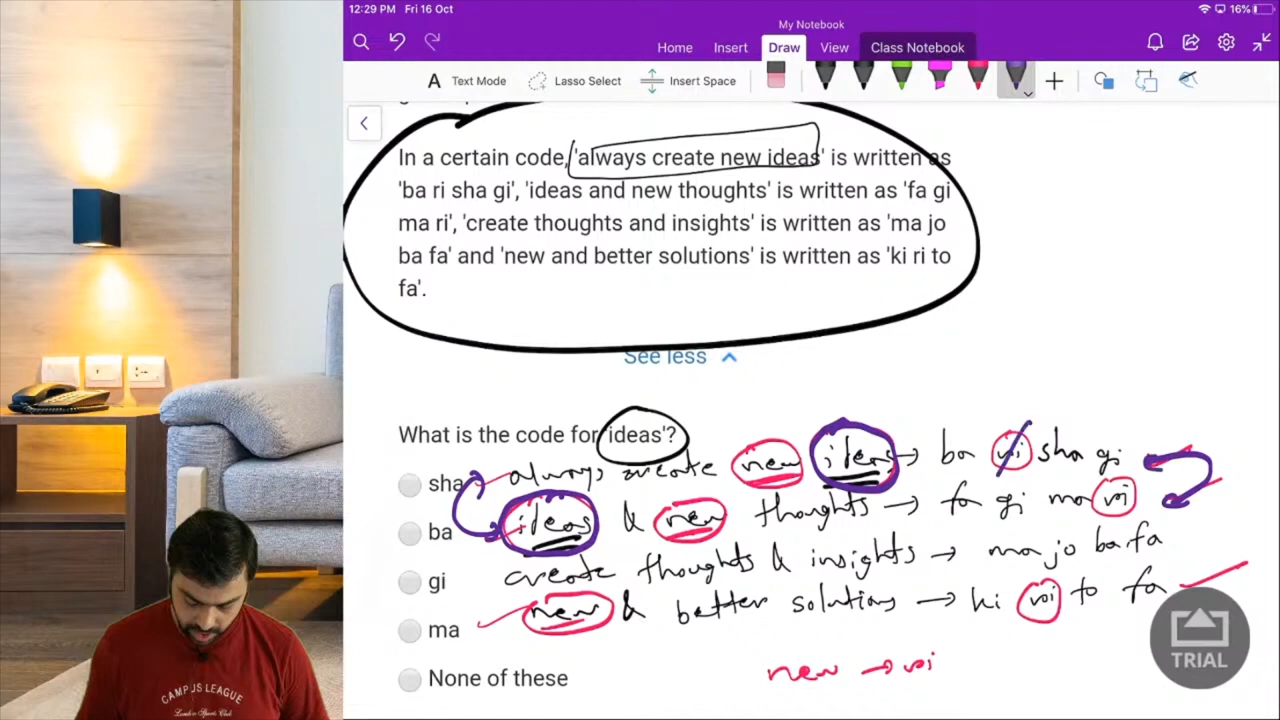 12:29 PM Fri 16 Oct
16%
My Notebook
Home Insert Draw View Class Notebook
A Text Mode Lasso Select Insert Space
In a certain code, 'always create new ideas' is written as
'ba ri sha gi', 'ideas and new thoughts' is written as 'fa gi
ma ri', 'create thoughts and insights' is written as 'ma jo
ba fa' and 'new and better solutions' is written as 'ki ri to
fa'.
See less
What is the code for 'ideas'?
sha
always create new ideas → ba ri sha gi
ba
ideas & new thoughts → fa gi ma ri
create thoughts & insights → ma jo ba fa
gi
new & better solutions → ki ri to fa
ma
None of these
new → ri
CAMPUS LEAGUE
London Sports Club
TRIAL